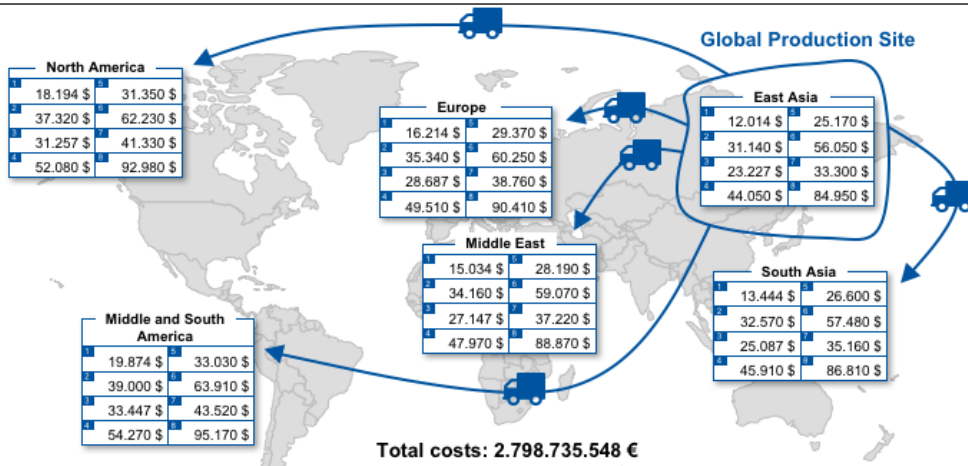 Global Production Site
North America
1 18.194 $ 5 31.350 $
2 37.320 $ 6 62.230 $
3 31.257 $ 7 41.330 $
4 52.080 $ 8 92.980 $
Europe
1 16.214 $ 5 29.370 $
2 35.340 $ 6 60.250 $
3 28.687 $ 7 38.760 $
4 49.510 $ 8 90.410 $
East Asia
1 12.014 $ 5 25.170 $
2 31.140 $ 6 56.050 $
3 23.227 $ 7 33.300 $
4 44.050 $ 8 84.950 $
Middle East
1 15.034 $ 5 28.190 $
2 34.160 $ 6 59.070 $
3 27.147 $ 7 37.220 $
4 47.970 $ 8 88.870 $
South Asia
1 13.444 $ 5 26.600 $
2 32.570 $ 6 57.480 $
3 25.087 $ 7 35.160 $
4 45.910 $ 8 86.810 $
Middle and South
America
1 19.874 $ 5 33.030 $
2 39.000 $ 6 63.910 $
3 33.447 $ 7 43.520 $
4 54.270 $ 8 95.170 $
Total costs: 2.798.735.548 €